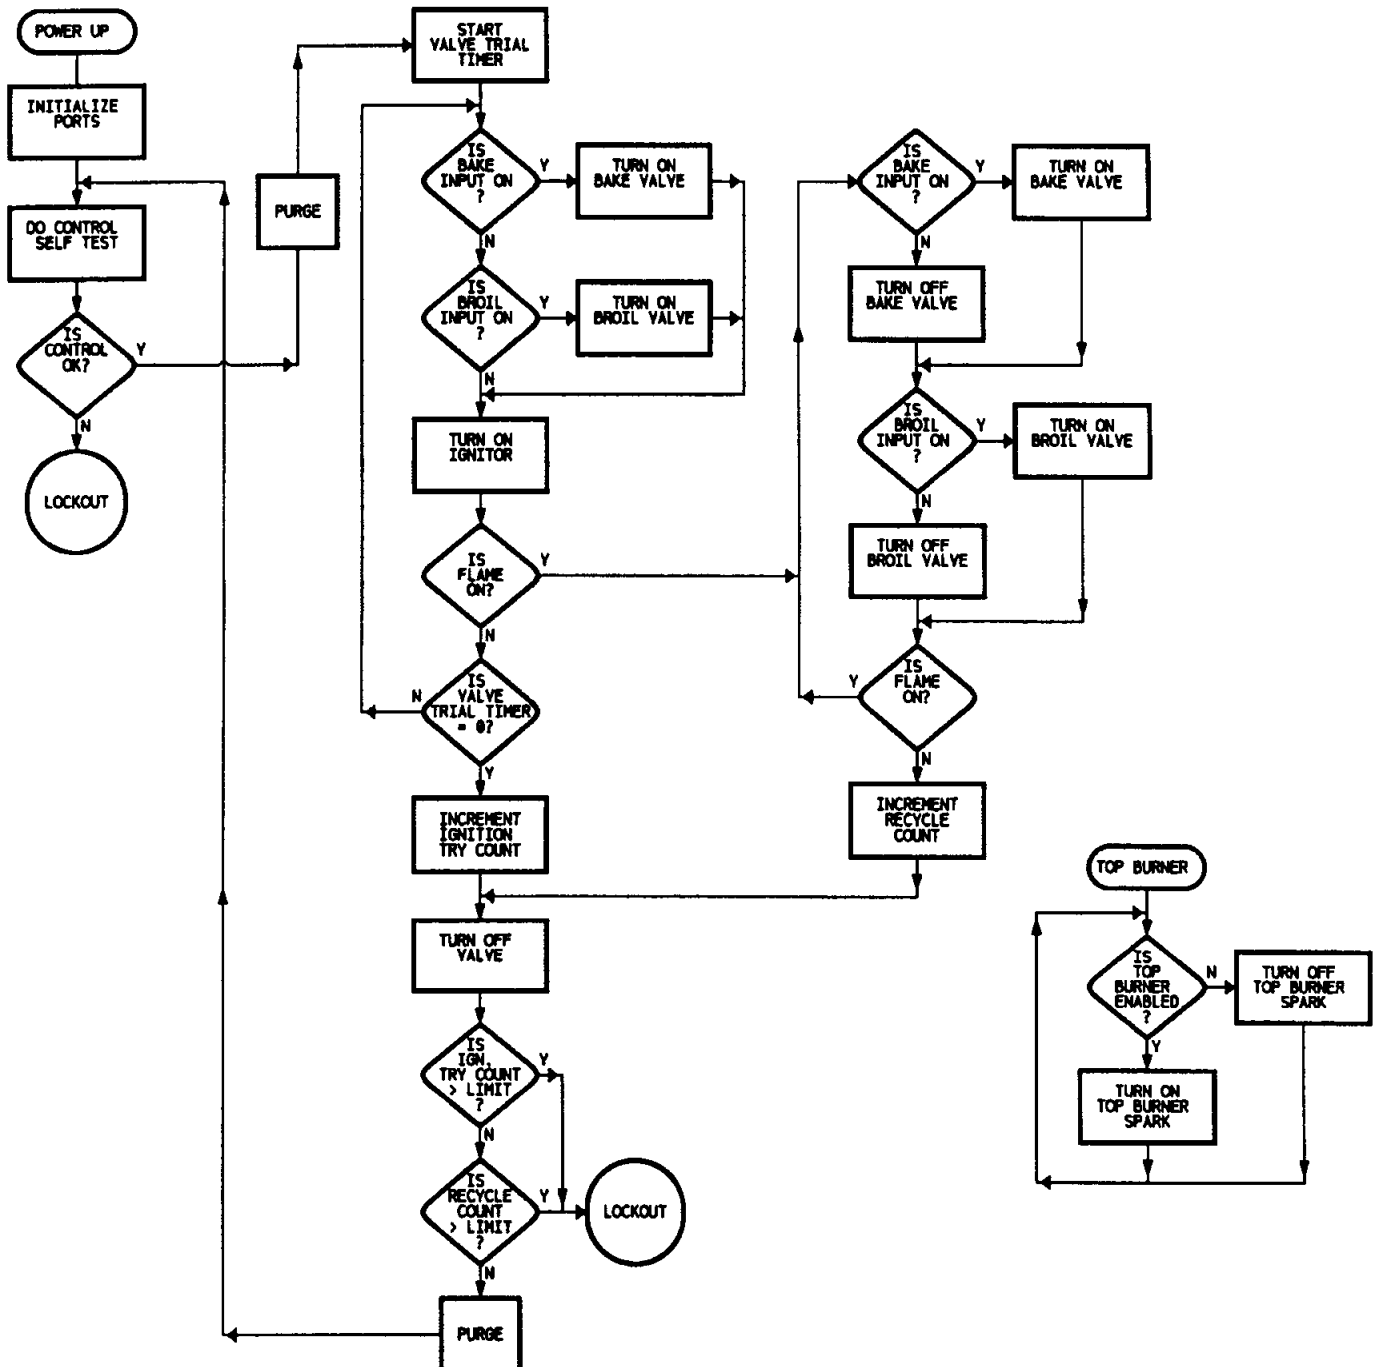 POWER UP
INITIALIZE
PORTS
DO CONTROL
SELF TEST
IS
CONTROL
OK?
Y
N
LOCKOUT
PURGE
START
VALVE TRIAL
TIMER
IS
BAKE
INPUT ON
?
Y
TURN ON
BAKE VALVE
N
IS
BROIL
INPUT ON
?
Y
TURN ON
BROIL VALVE
N
TURN ON
IGNITOR
IS
FLAME
ON?
Y
N
IS
VALVE
TRIAL TIMER
= 0?
N
Y
INCREMENT
IGNITION
TRY COUNT
TURN OFF
VALVE
IS
IGN.
TRY COUNT
> LIMIT
?
Y
N
IS
RECYCLE
COUNT
> LIMIT
?
Y
LOCKOUT
N
PURGE
IS
BAKE
INPUT ON
?
Y
TURN ON
BAKE VALVE
N
TURN OFF
BAKE VALVE
IS
BROIL
INPUT ON
?
Y
TURN ON
BROIL VALVE
N
TURN OFF
BROIL VALVE
IS
FLAME
ON?
Y
N
INCREMENT
RECYCLE
COUNT
TOP BURNER
IS
TOP
BURNER
ENABLED
?
N
TURN OFF
TOP BURNER
SPARK
Y
TURN ON
TOP BURNER
SPARK